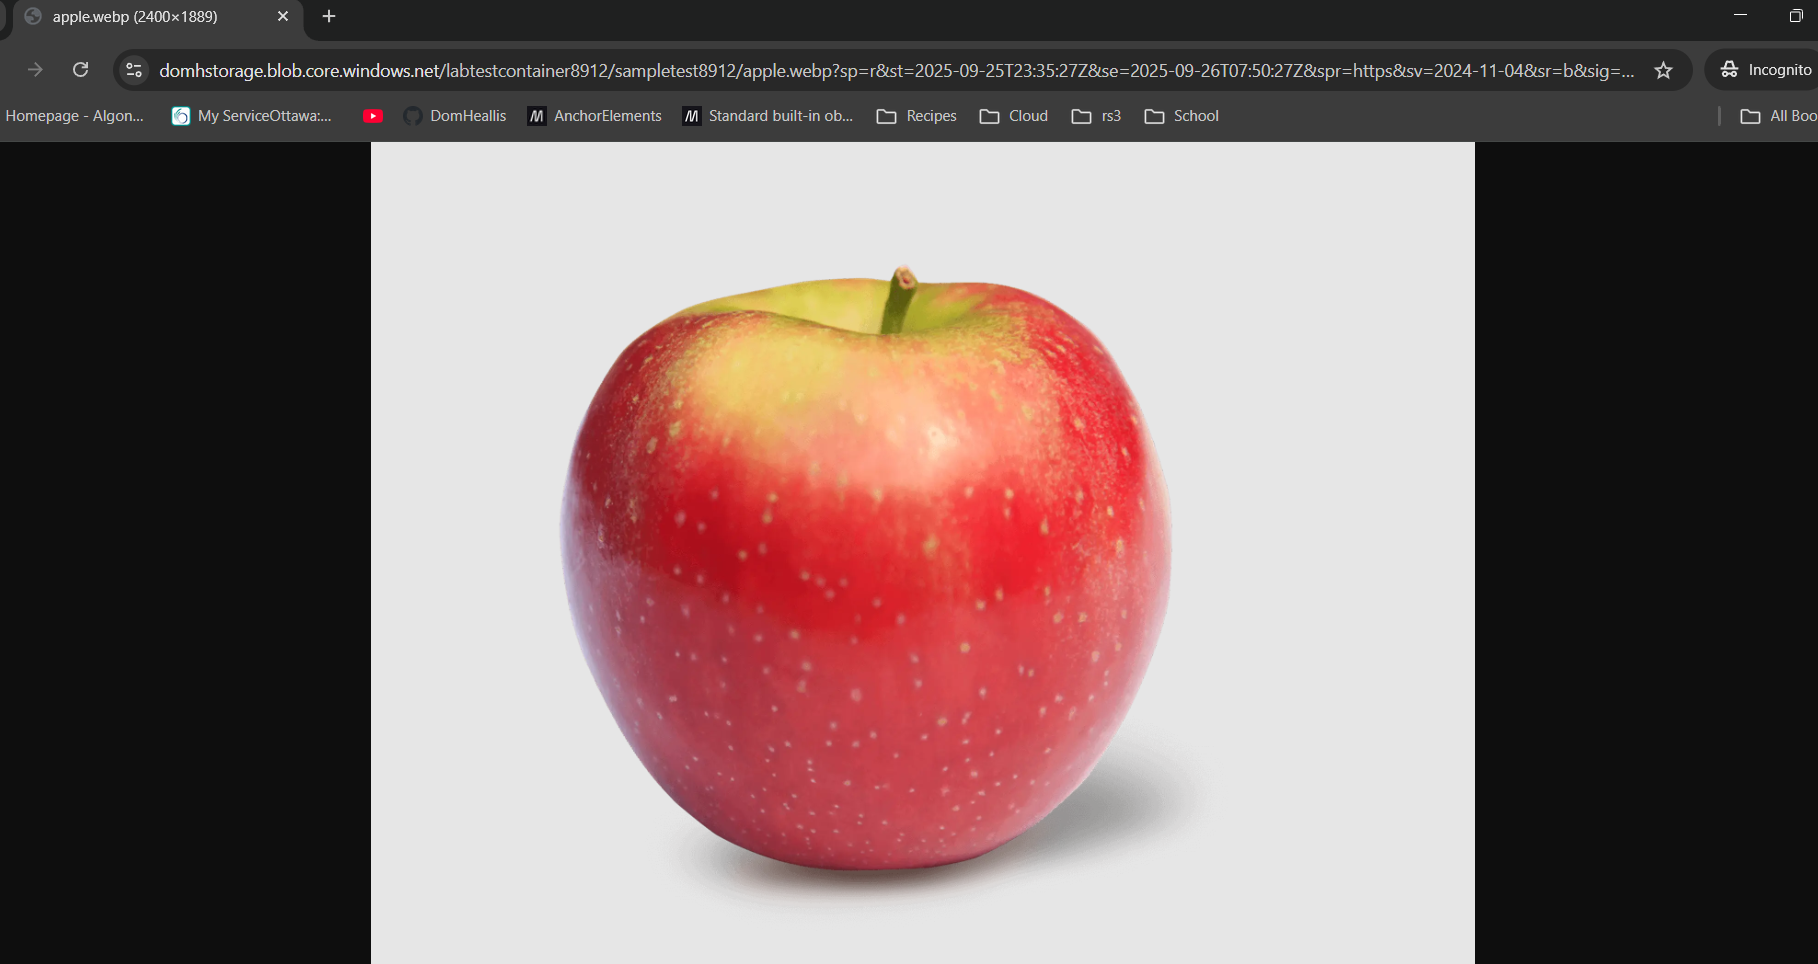 apple.webp (2400×1889)
domhstorage.blob.core.windows.net/labtestcontainer8912/sampletest8912/apple.webp?sp=r&st=2025-09-25T23:35:27Z&se=2025-09-26T07:50:27Z&spr=https&sv=2024-11-04&sr=b&sig=...
Incognito
Homepage - Algon... My ServiceOttawa:... DomHeallis AnchorElements Standard built-in ob... Recipes Cloud rs3 School All Boo